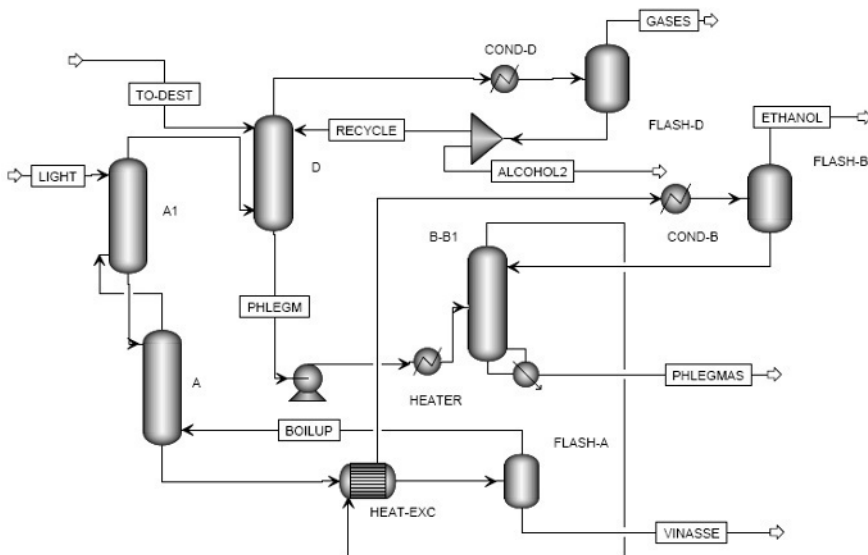 GASES
COND-D
TO-DEST
ETHANOL
RECYCLE
FLASH-D
D
FLASH-B
LIGHT
ALCOHOL2
A1
B-B1
COND-B
PHLEGM
A
PHLEGMAS
HEATER
BOILUP
FLASH-A
HEAT-EXC
VINASSE